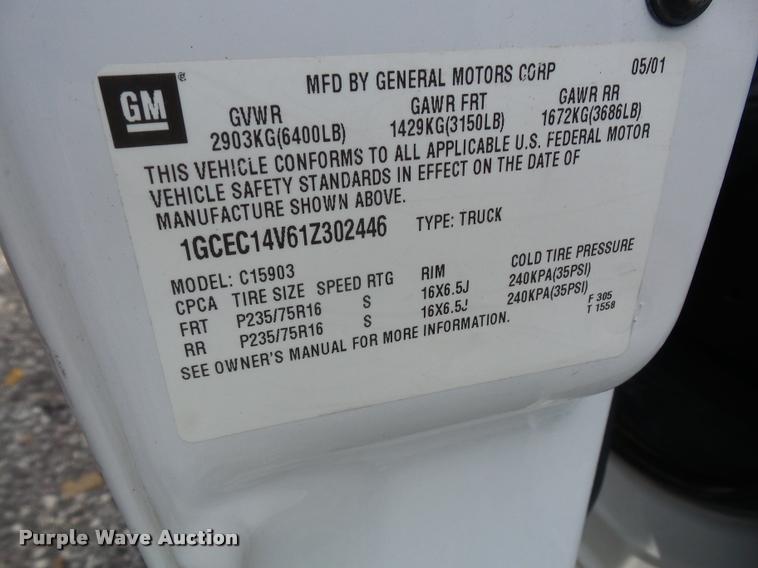 GM ®
MFD BY GENERAL MOTORS CORP 05/01
GVWR GAWR FRT GAWR RR
2903KG(6400LB) 1429KG(3150LB) 1672KG(3686LB)
THIS VEHICLE CONFORMS TO ALL APPLICABLE U.S. FEDERAL MOTOR
VEHICLE SAFETY STANDARDS IN EFFECT ON THE DATE OF
MANUFACTURE SHOWN ABOVE.
1GCEC14V61Z302446 TYPE: TRUCK
MODEL: C15903
CPCA TIRE SIZE SPEED RTG RIM COLD TIRE PRESSURE
FRT P235/75R16 S 16X6.5J 240KPA(35PSI)
RR P235/75R16 S 16X6.5J 240KPA(35PSI)
SEE OWNER'S MANUAL FOR MORE INFORMATION.
F 305
T 1558
Purple Wave Auction